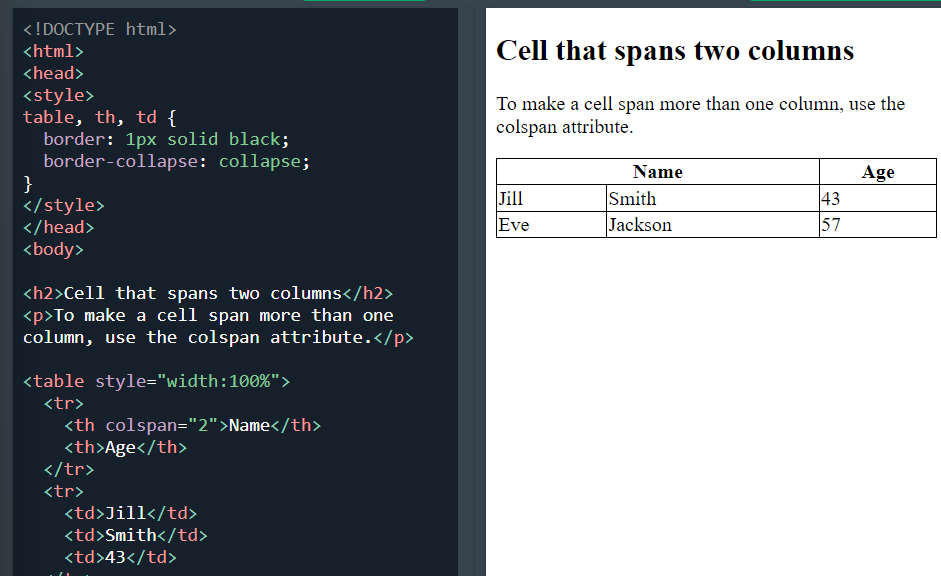 <!DOCTYPE html>
<html>
<head>
<style>
table, th, td {
  border: 1px solid black;
  border-collapse: collapse;
}
</style>
</head>
<body>

<h2>Cell that spans two columns</h2>
<p>To make a cell span more than one
column, use the colspan attribute.</p>

<table style="width:100%">
  <tr>
    <th colspan="2">Name</th>
    <th>Age</th>
  </tr>
  <tr>
    <td>Jill</td>
    <td>Smith</td>
    <td>43</td>
Cell that spans two columns
To make a cell span more than one column, use the
colspan attribute.
Name Age
Jill Smith 43
Eve Jackson 57